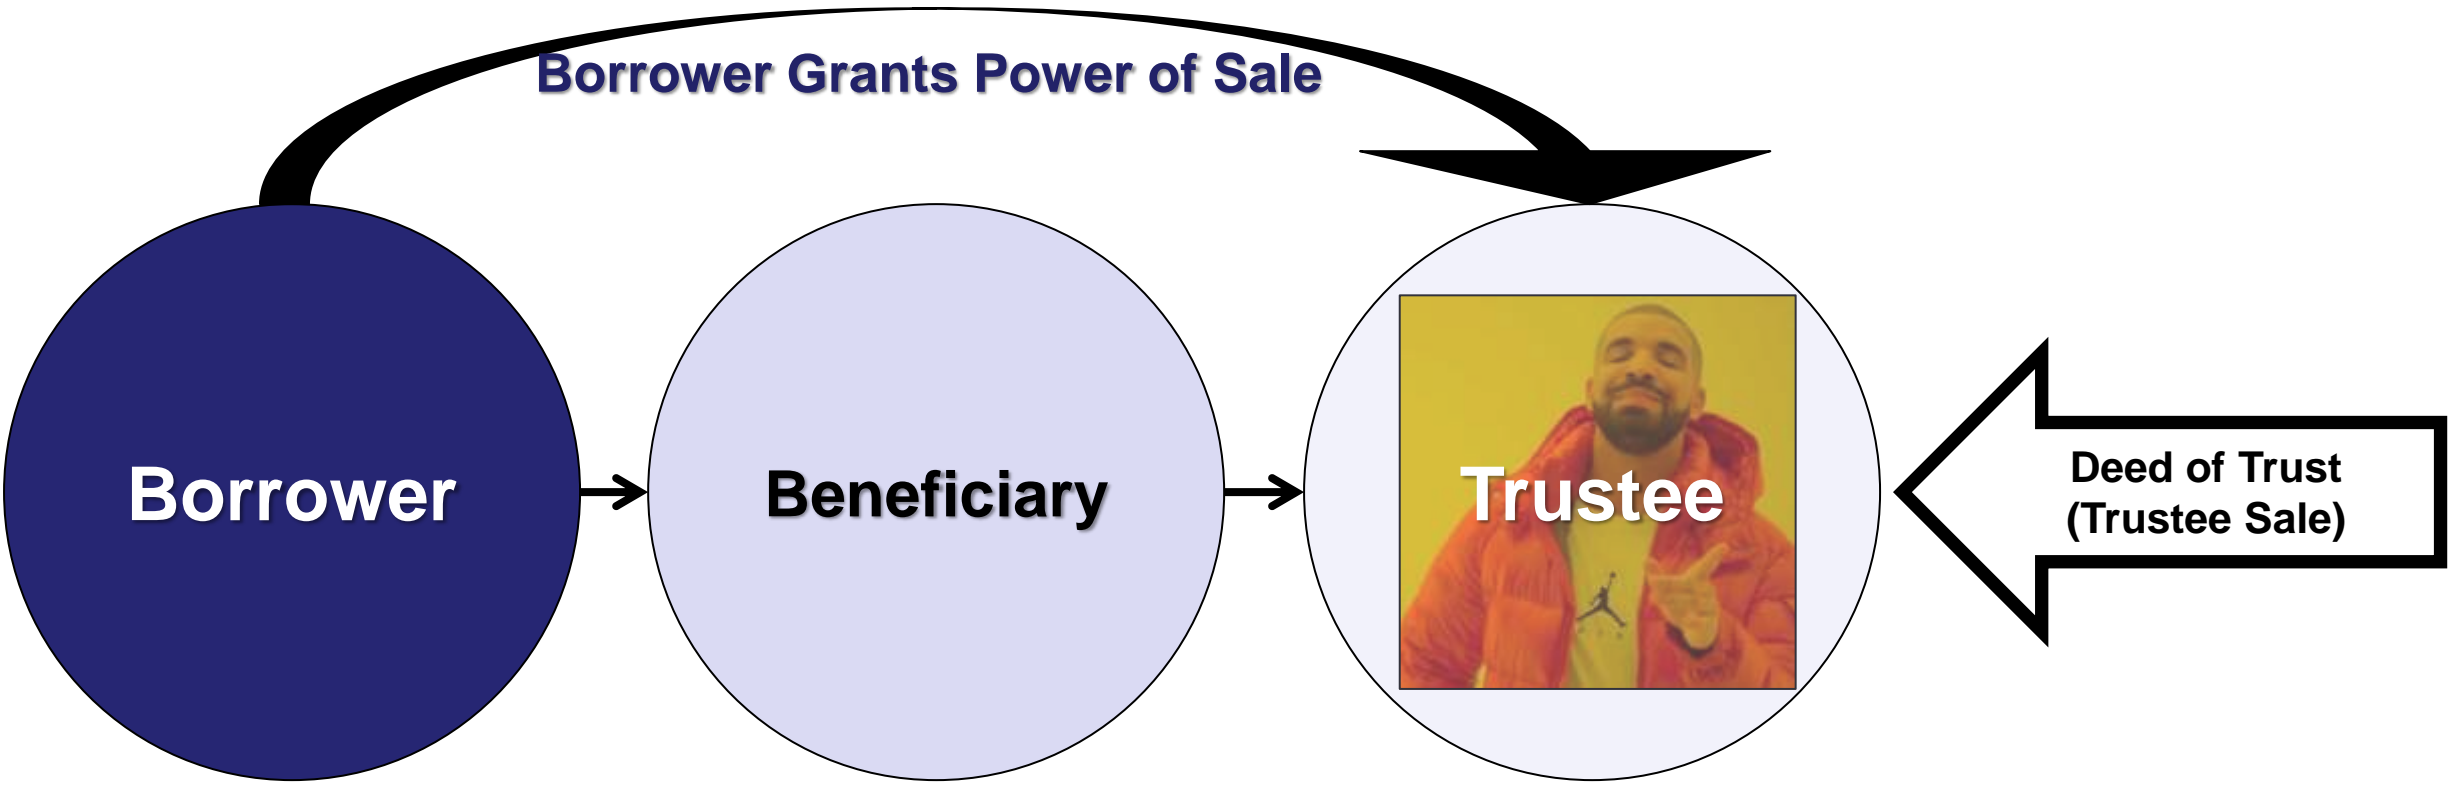 Borrower Grants Power of Sale
Borrower
Beneficiary
Trustee
Deed of Trust
(Trustee Sale)